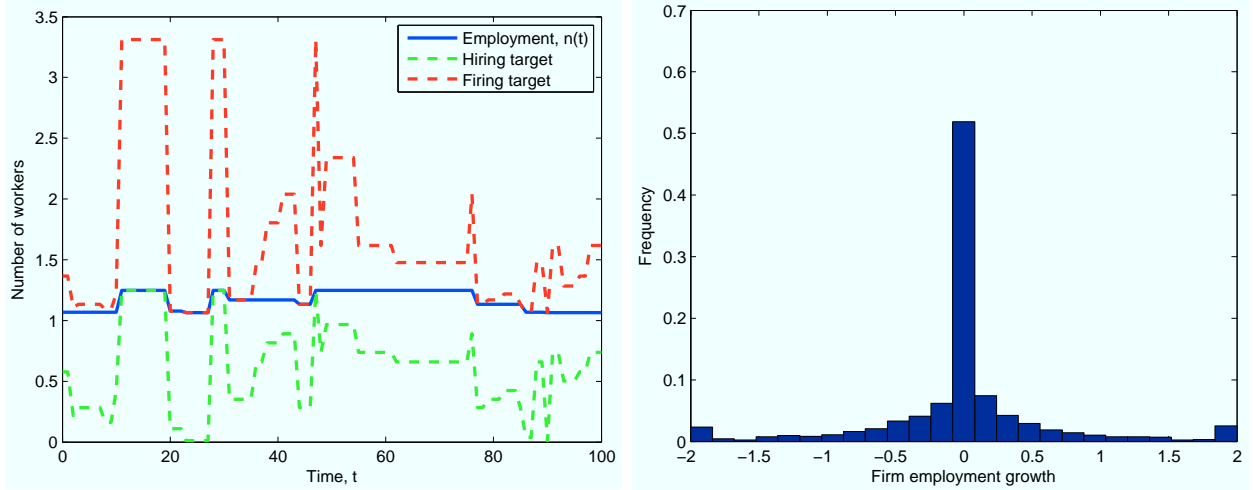 3.5
3
2.5
2
1.5
1
0.5
0
Number of workers
Employment, n(t)
Hiring target
Firing target
0 20 40 60 80 100
Time, t
0.7
0.6
0.5
0.4
0.3
0.2
0.1
0
Frequency
−2 −1.5 −1 −0.5 0 0.5 1 1.5 2
Firm employment growth